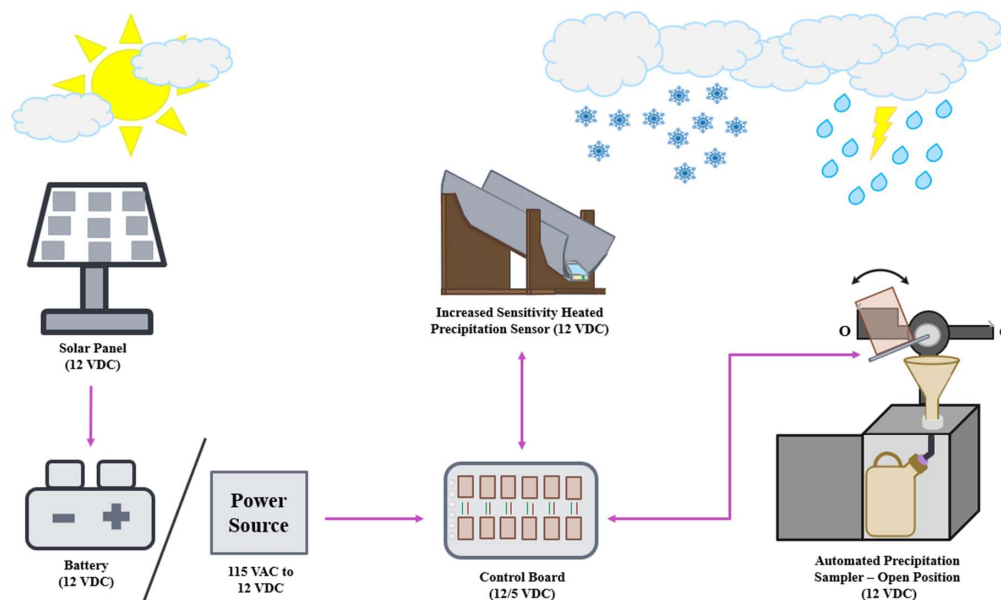 Increased Sensitivity Heated
Precipitation Sensor (12 VDC)
Solar Panel
(12 VDC)
O
Power
Source
Battery
(12 VDC)
115 VAC to
12 VDC
Control Board
(12/5 VDC)
Automated Precipitation
Sampler – Open Position
(12 VDC)